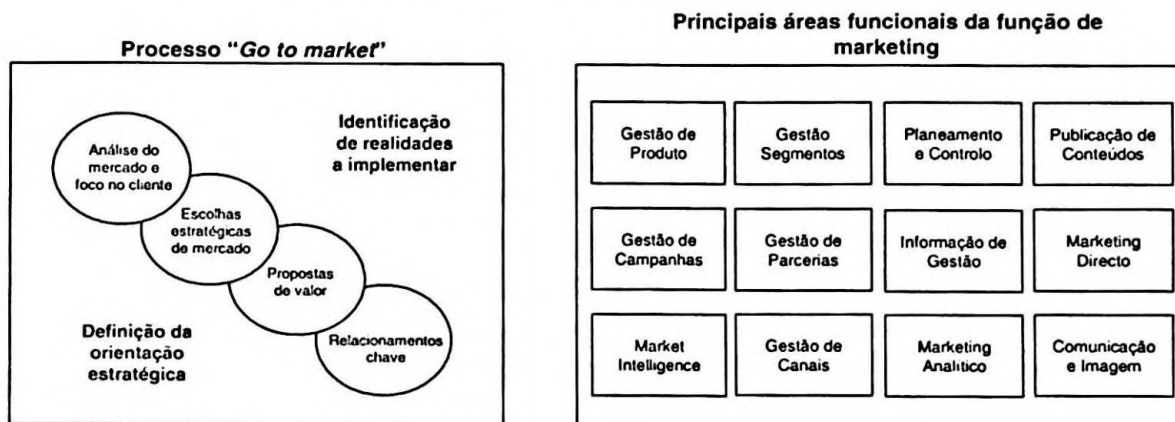 Processo "Go to market"
Análise do
mercado e
foco no cliente
Escolhas
estratégicas
de mercado
Propostas
de valor
Relacionamentos
chave
Identificação
de realidades
a implementar
Definição da
orientação
estratégica
Principais áreas funcionais da função de
marketing
Gestão de
Produto
Gestão
Segmentos
Planeamento
e Controlo
Publicação de
Conteúdos
Gestão de
Campanhas
Gestão de
Parcerias
Informação de
Gestão
Marketing
Directo
Market
Intelligence
Gestão de
Canais
Marketing
Analítico
Comunicação
e Imagem